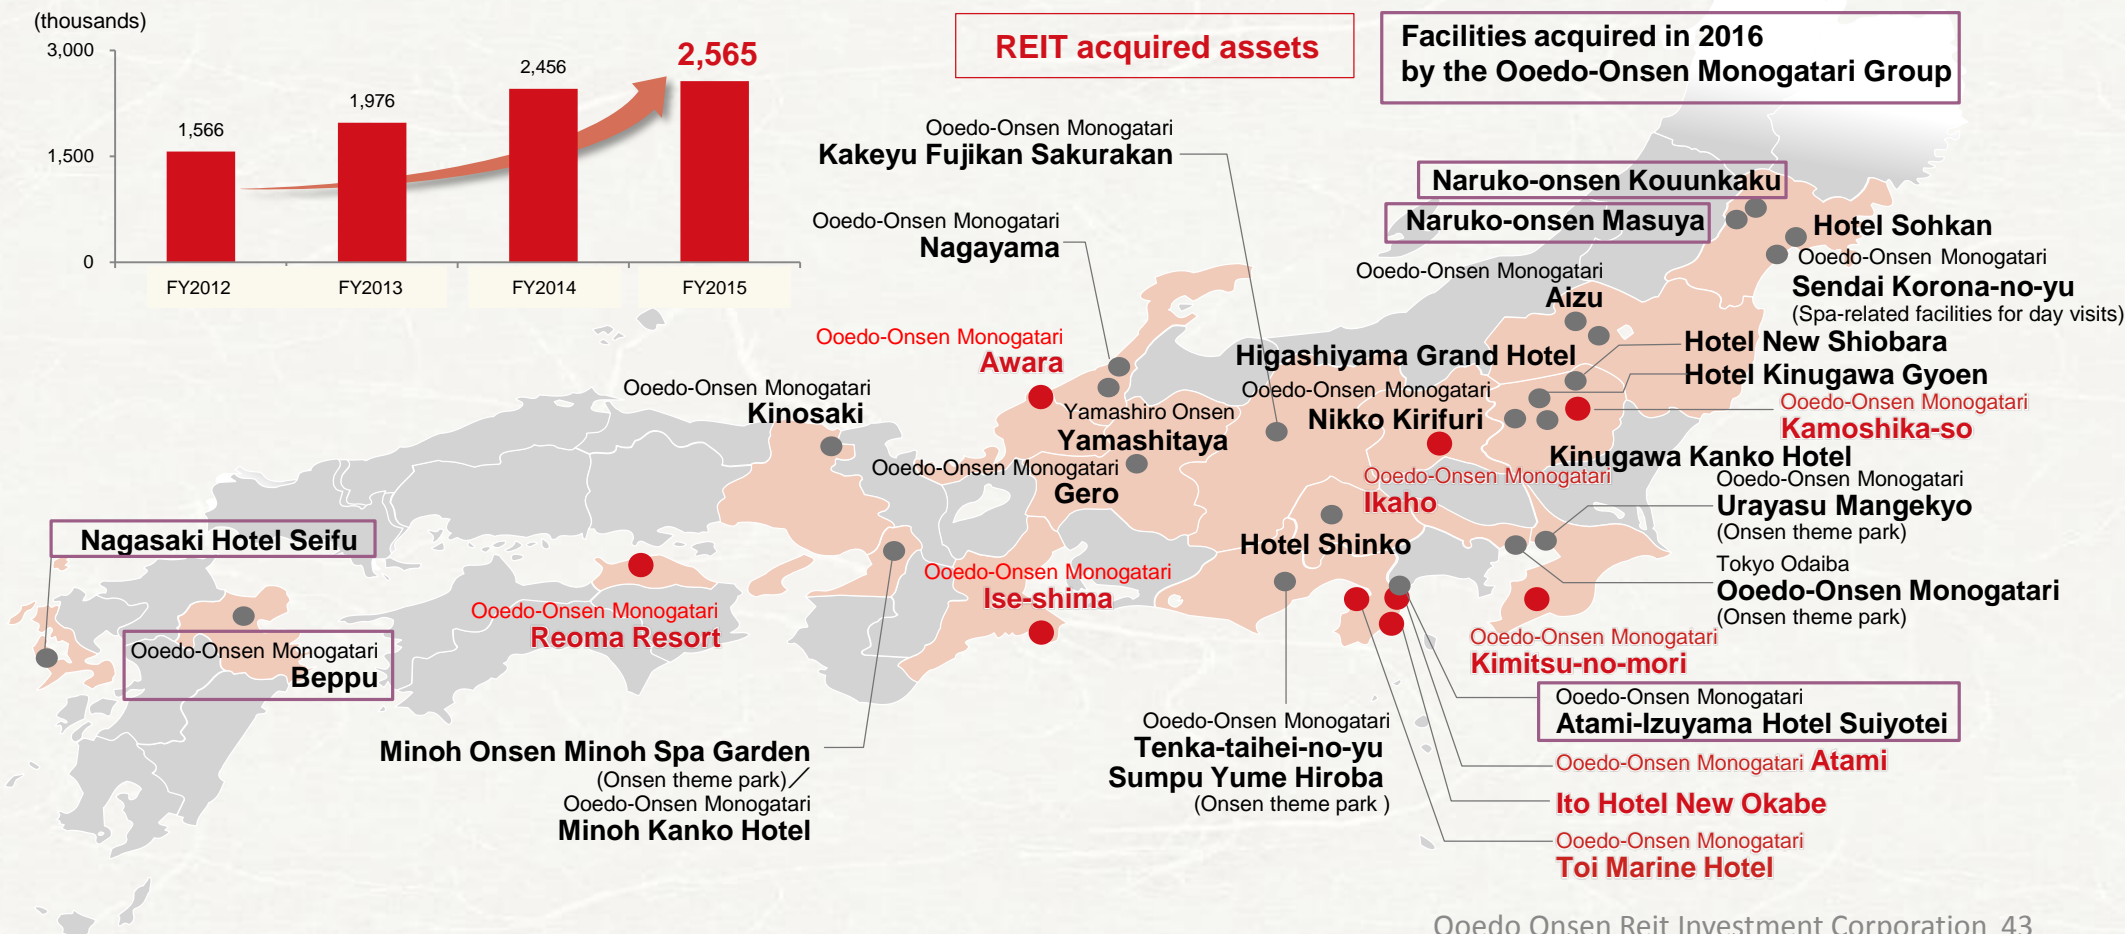 (thousands)
3,000
1,500
0
1,566
1,976
2,456
2,565
FY2012
FY2013
FY2014
FY2015
REIT acquired assets
Facilities acquired in 2016
by the Ooedo-Onsen Monogatari Group
Ooedo-Onsen Monogatari
Kakeyu Fujikan Sakurakan
Ooedo-Onsen Monogatari
Nagayama
Naruko-onsen Kouunkaku
Naruko-onsen Masuya
Hotel Sohkan
Ooedo-Onsen Monogatari
Sendai Korona-no-yu
(Spa-related facilities for day visits)
Ooedo-Onsen Monogatari
Aizu
Higashiyama Grand Hotel
Hotel New Shiobara
Hotel Kinugawa Gyoen
Ooedo-Onsen Monogatari
Kamoshika-so
Ooedo-Onsen Monogatari
Nikko Kirifuri
Kinugawa Kanko Hotel
Ooedo-Onsen Monogatari
Awara
Ooedo-Onsen Monogatari
Kinosaki
Yamashiro Onsen
Yamashitaya
Ooedo-Onsen Monogatari
Gero
Ooedo-Onsen Monogatari
Ikaho
Ooedo-Onsen Monogatari
Urayasu Mangekyo
(Onsen theme park)
Hotel Shinko
Tokyo Odaiba
Ooedo-Onsen Monogatari
(Onsen theme park)
Nagasaki Hotel Seifu
Ooedo-Onsen Monogatari
Beppu
Ooedo-Onsen Monogatari
Reoma Resort
Ooedo-Onsen Monogatari
Ise-shima
Ooedo-Onsen Monogatari
Kimitsu-no-mori
Minoh Onsen Minoh Spa Garden
(Onsen theme park)／
Ooedo-Onsen Monogatari
Minoh Kanko Hotel
Ooedo-Onsen Monogatari
Tenka-taihei-no-yu
Sumpu Yume Hiroba
(Onsen theme park )
Ooedo-Onsen Monogatari
Atami-Izuyama Hotel Suiyotei
Ooedo-Onsen Monogatari Atami
Ito Hotel New Okabe
Ooedo-Onsen Monogatari
Toi Marine Hotel
Ooedo Onsen Reit Investment Corporation 43